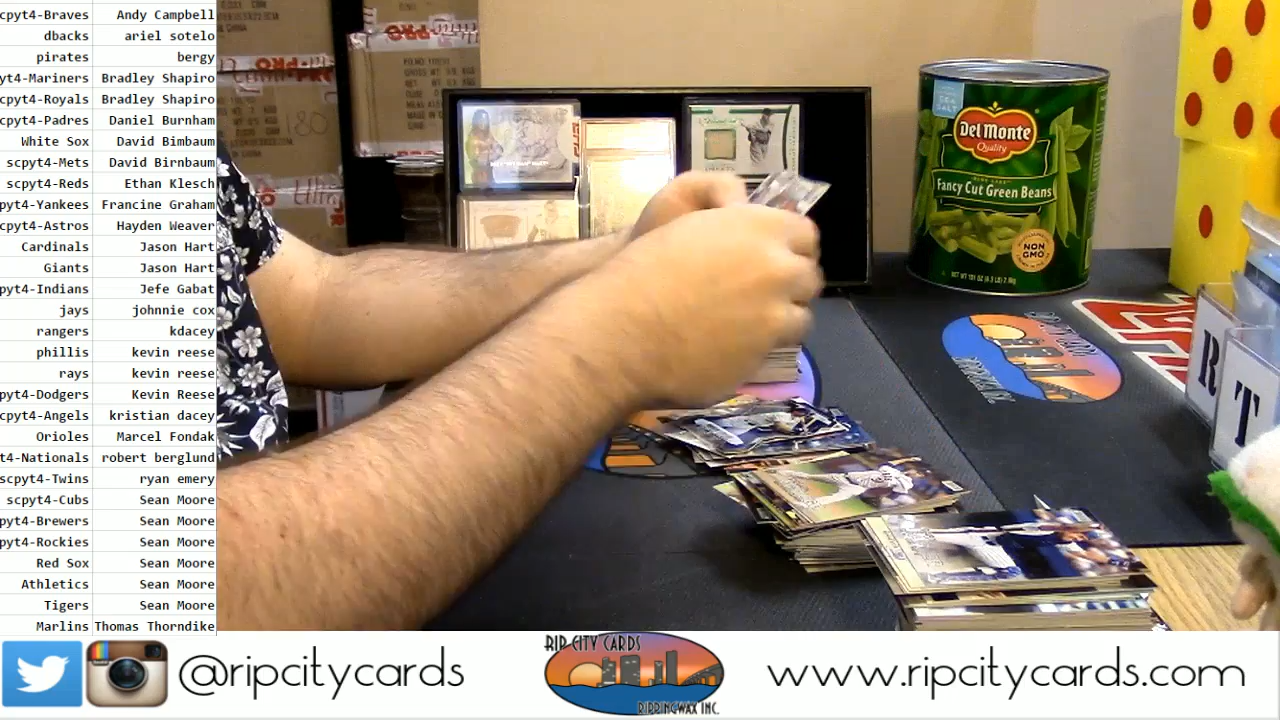 cpyt4-Braves Andy Campbell
dbacks ariel sotelo
pirates bergy
yt4-Mariners Bradley Shapiro
scpyt4-Royals Bradley Shapiro
cpyt4-Padres Daniel Burnham
White Sox David Bimbaum
scpyt4-Mets David Birnbaum
scpyt4-Reds Ethan Klesch
pyt4-Yankees Francine Graham
cpyt4-Astros Hayden Weaver
Cardinals Jason Hart
Giants Jason Hart
pyt4-Indians Jefe Gabat
jays johnnie cox
rangers kdacey
phillis kevin reese
rays kevin reese
pyt4-Dodgers Kevin Reese
scpyt4-Angels kristian dacey
Orioles Marcel Fondak
4-Nationals robert berglund
scpyt4-Twins ryan emery
scpyt4-Cubs Sean Moore
pyt4-Brewers Sean Moore
pyt4-Rockies Sean Moore
Red Sox Sean Moore
Athletics Sean Moore
Tigers Sean Moore
Marlins Thomas Thorndike
SEA SALT
Del Monte
Quality
Fancy Cut Green Beans
NON
GMO
R
T
@ripcitycards
RIP CITY CARDS
RIPPINGWAX INC.
www.ripcitycards.com